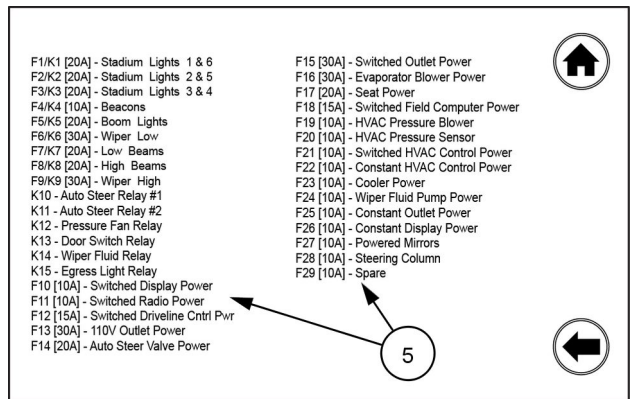 F1/K1 [20A] - Stadium Lights 1 & 6
F2/K2 [20A] - Stadium Lights 2 & 5
F3/K3 [20A] - Stadium Lights 3 & 4
F4/K4 [10A] - Beacons
F5/K5 [20A] - Boom Lights
F6/K6 [30A] - Wiper Low
F7/K7 [20A] - Low Beams
F8/K8 [20A] - High Beams
F9/K9 [30A] - Wiper High
K10 - Auto Steer Relay #1
K11 - Auto Steer Relay #2
K12 - Pressure Fan Relay
K13 - Door Switch Relay
K14 - Wiper Fluid Relay
K15 - Egress Light Relay
F10 [10A] - Switched Display Power
F11 [10A] - Switched Radio Power
F12 [15A] - Switched Driveline Cntrl Pwr
F13 [30A] - 110V Outlet Power
F14 [20A] - Auto Steer Valve Power
F15 [30A] - Switched Outlet Power
F16 [30A] - Evaporator Blower Power
F17 [20A] - Seat Power
F18 [15A] - Switched Field Computer Power
F19 [10A] - HVAC Pressure Blower
F20 [10A] - HVAC Pressure Sensor
F21 [10A] - Switched HVAC Control Power
F22 [10A] - Constant HVAC Control Power
F23 [10A] - Cooler Power
F24 [10A] - Wiper Fluid Pump Power
F25 [10A] - Constant Outlet Power
F26 [10A] - Constant Display Power
F27 [10A] - Powered Mirrors
F28 [10A] - Steering Column
F29 [10A] - Spare
5